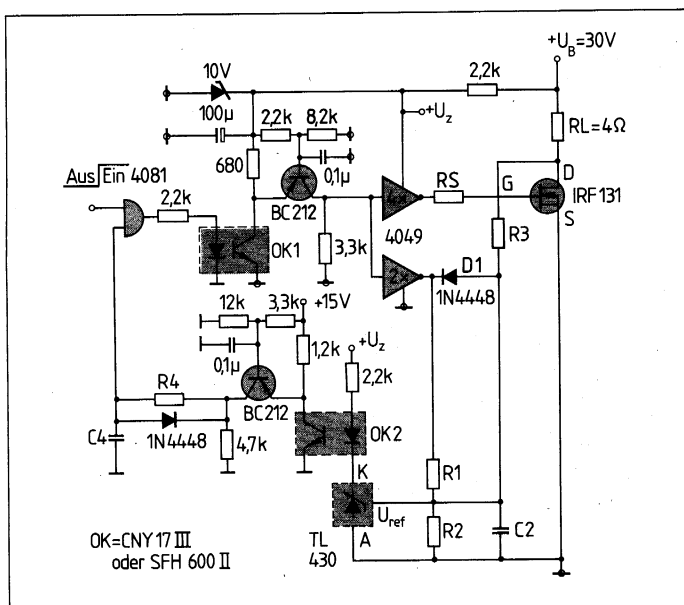 +U_B=30V
10V
2,2k
100µ
+U_z
2,2k
8,2k
RL=4Ω
680
D
Aus Ein 4081
0,1µ
RS
G
IRF131
2,2k
BC212
4x
S
4049
R3
OK1
3,3k
D1
2x
1N4448
12k
3,3k
+15V
0,1µ
1,2k
+U_z
R4
BC212
2,2k
C4
1N4448
4,7k
OK2
K
R1
U_ref
R2
C2
OK=CNY17 III
oder SFH 600 II
TL
430
A